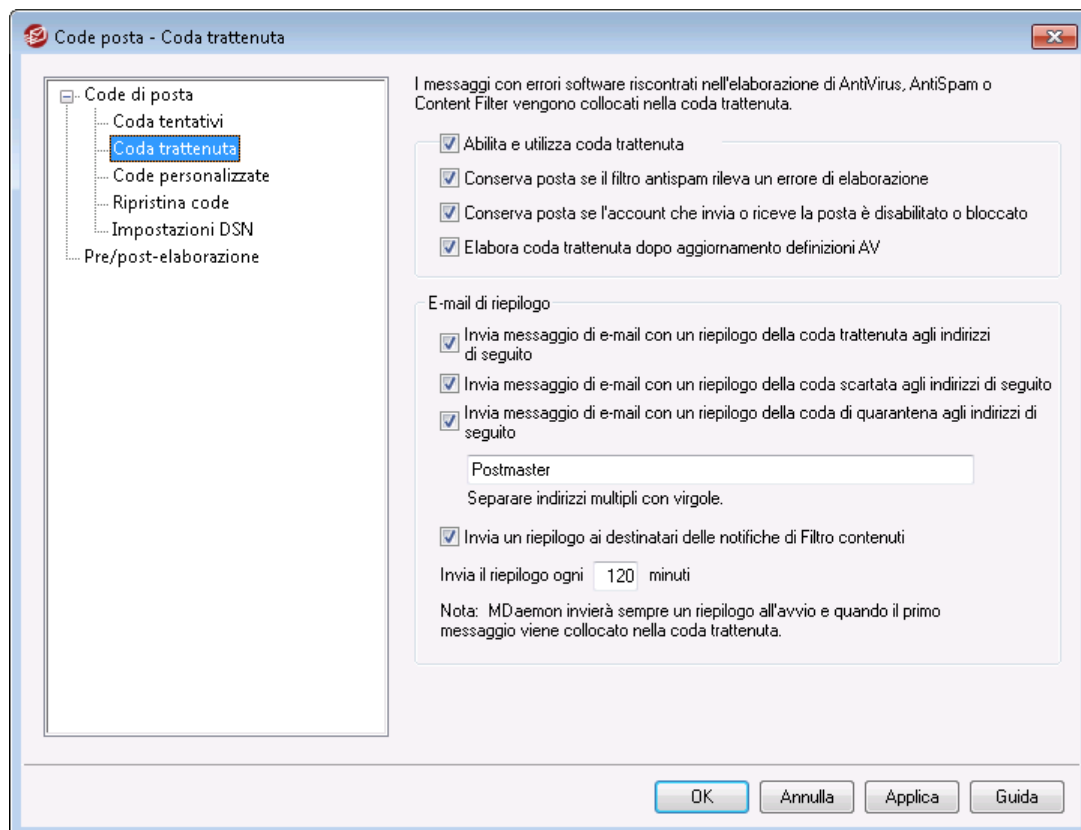 Code posta - Coda trattenuta
Code di posta
Coda tentativi
Coda trattenuta
Code personalizzate
Ripristina code
Impostazioni DSN
Pre/post-elaborazione
I messaggi con errori software riscontrati nell'elaborazione di AntiVirus, AntiSpam o
Content Filter vengono collocati nella coda trattenuta.
Abilita e utilizza coda trattenuta
Conserva posta se il filtro antispam rileva un errore di elaborazione
Conserva posta se l'account che invia o riceve la posta è disabilitato o bloccato
Elabora coda trattenuta dopo aggiornamento definizioni AV
E-mail di riepilogo
Invia messaggio di e-mail con un riepilogo della coda trattenuta agli indirizzi
di seguito
Invia messaggio di e-mail con un riepilogo della coda scartata agli indirizzi di seguito
Invia messaggio di e-mail con un riepilogo della coda di quarantena agli indirizzi di
seguito
Postmaster
Separare indirizzi multipli con virgole.
Invia un riepilogo ai destinatari delle notifiche di Filtro contenuti
Invia il riepilogo ogni 120 minuti
Nota: MDaemon invierà sempre un riepilogo all'avvio e quando il primo
messaggio viene collocato nella coda trattenuta.
OK Annulla Applica Guida